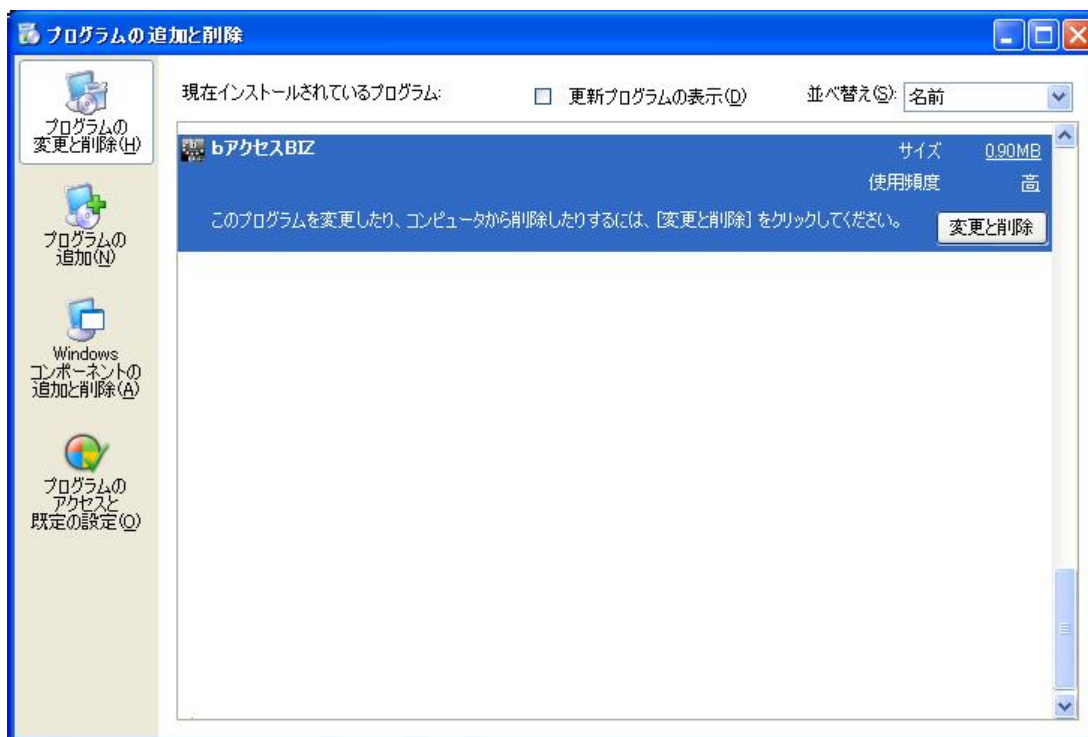 プログラムの追加と削除
プログラムの
変更と削除(H)
プログラムの
追加(N)
Windows
コンポーネントの
追加と削除(A)
プログラムの
アクセスと
既定の設定(O)
現在インストールされているプログラム:
更新プログラムの表示(D)
並べ替え(S):
名前
bアクセスBIZ
サイズ
0.90MB
使用頻度
高
このプログラムを変更したり、コンピュータから削除したりするには、[変更と削除] をクリックしてください。
変更と削除